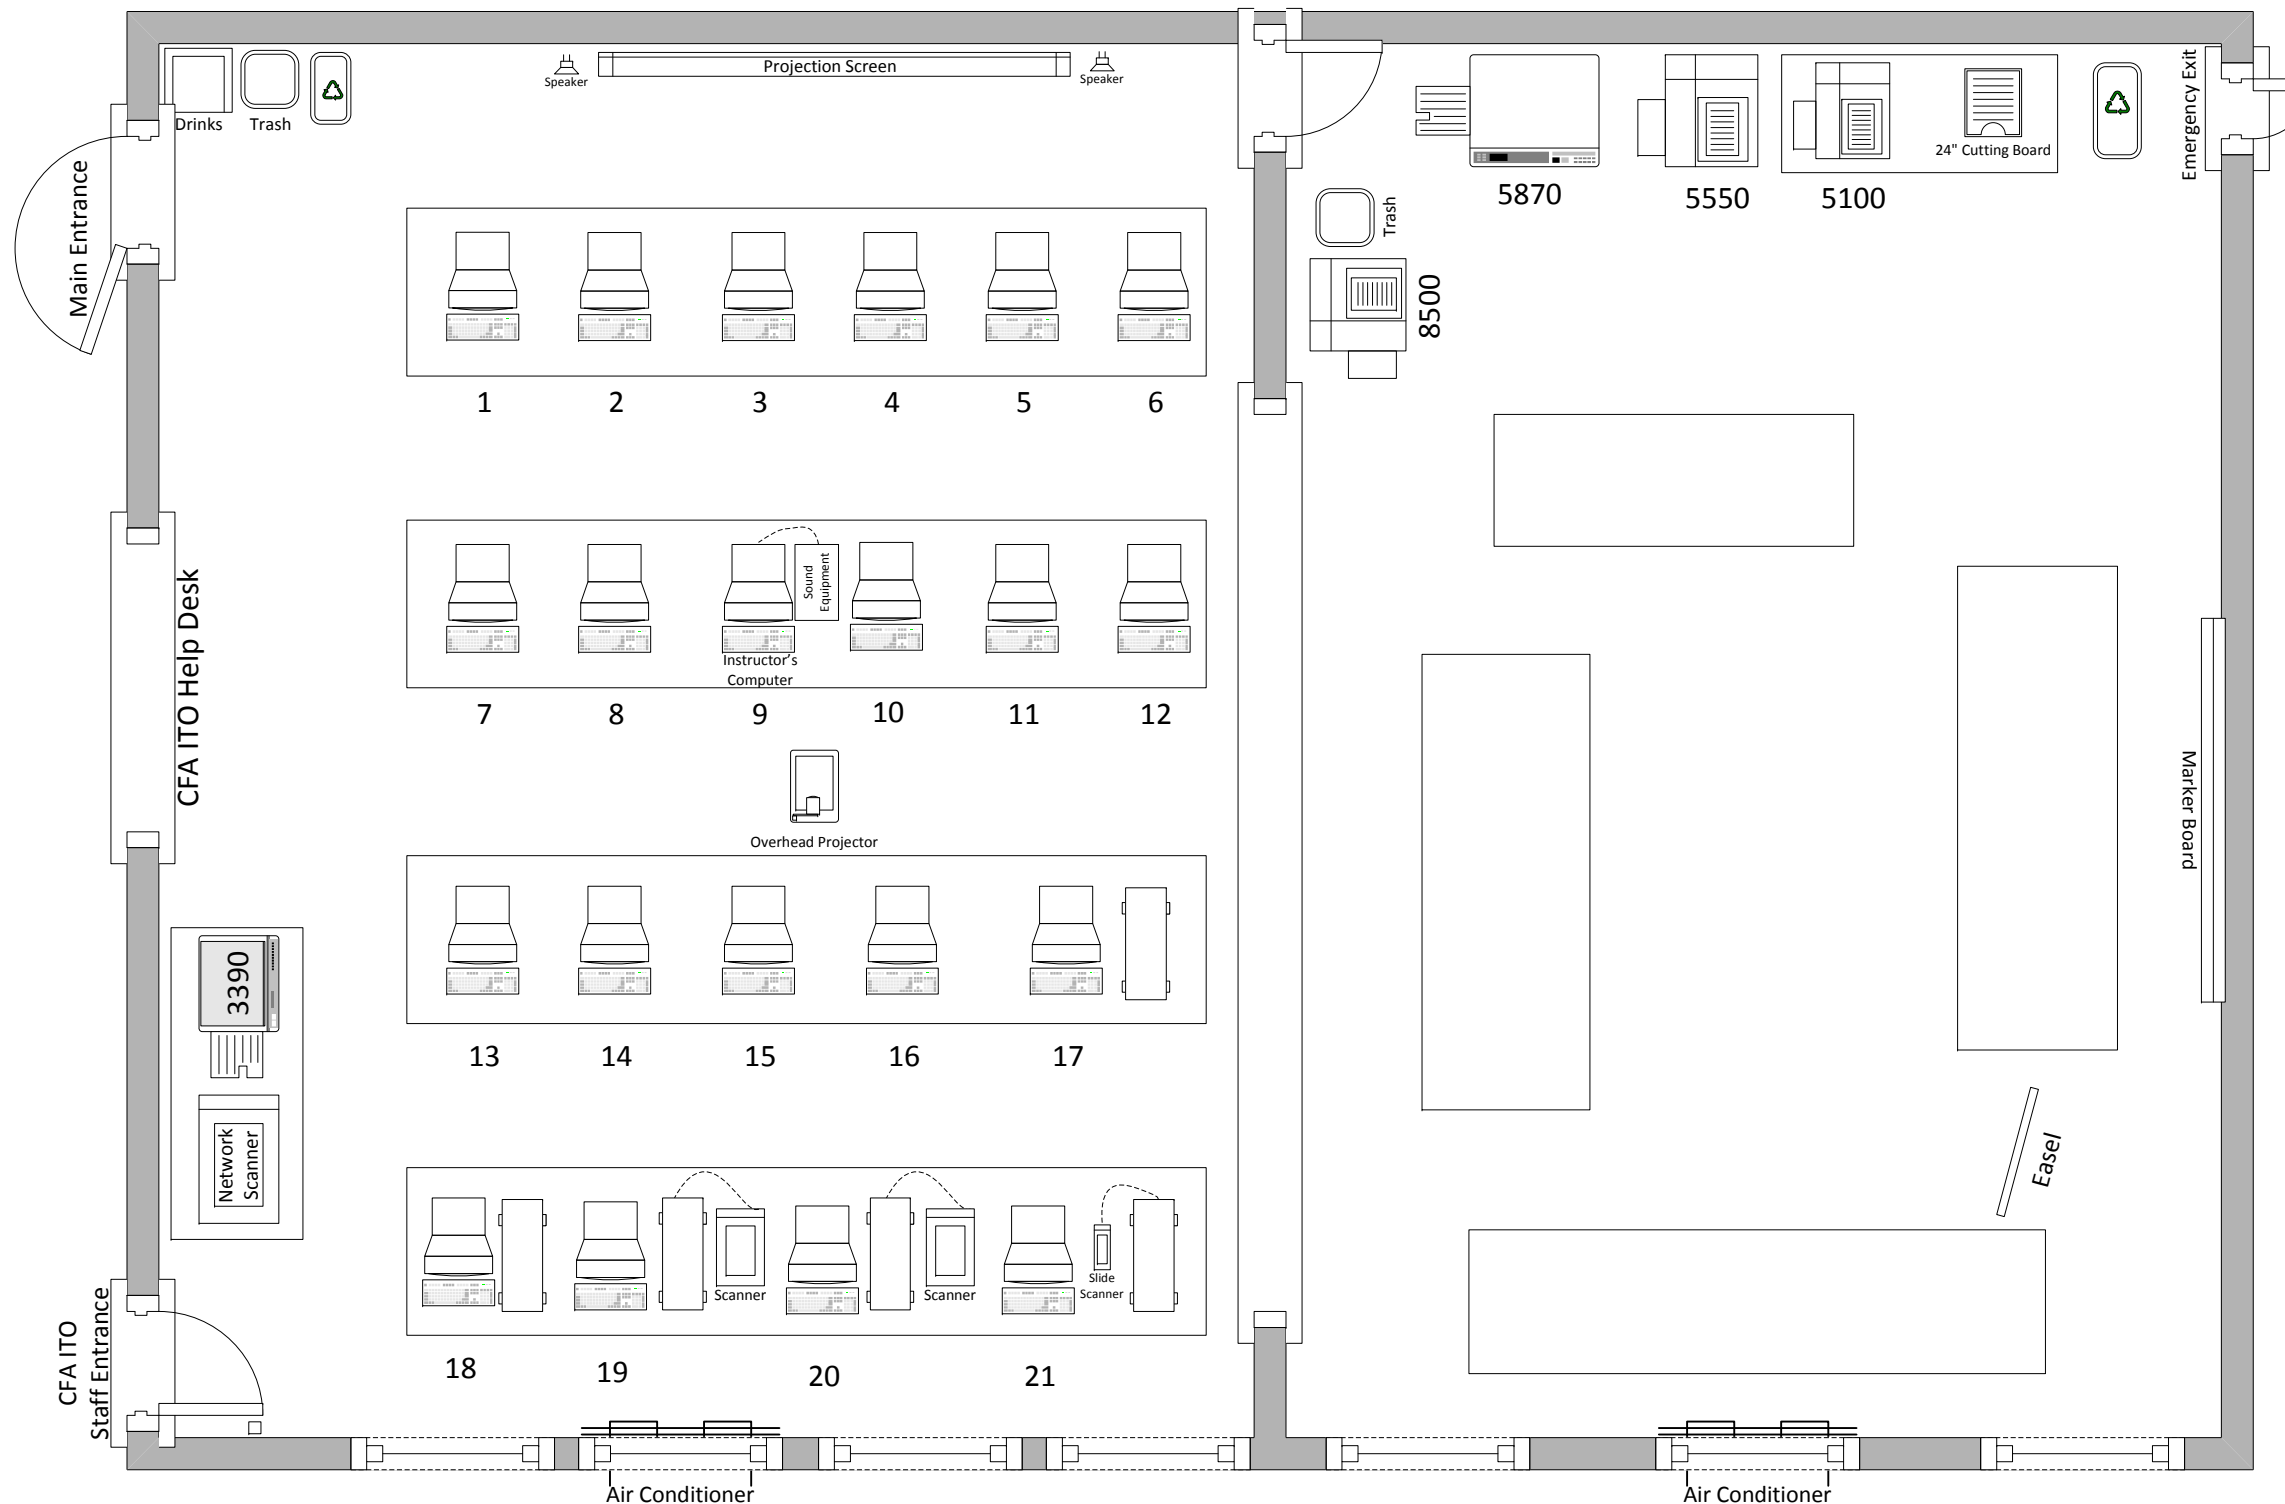 Projection Screen
Speaker
Speaker
Drinks
Trash
Main Entrance
1
2
3
4
5
6
5870
5550
5100
24" Cutting Board
Emergency Exit
Trash
8500
CFA ITO Help Desk
Sound
Equipment
Instructor's
Computer
7
8
9
10
11
12
Overhead Projector
Marker Board
13
14
15
16
17
3390
Network
Scanner
Easel
Scanner
Scanner
Slide
Scanner
18
19
20
21
CFA ITO
Staff Entrance
Air Conditioner
Air Conditioner